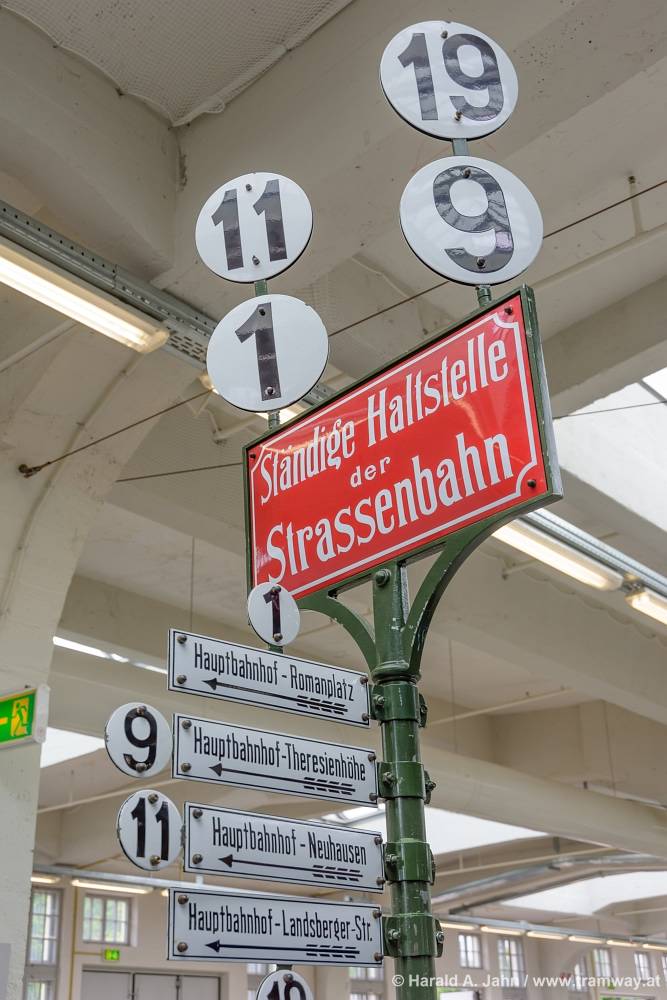 19
11
9
1
Ständige Haltstelle
der
Strassenbahn
1
Hauptbahnhof-Romanplatz
9
Hauptbahnhof-Theresienhöhe
11
Hauptbahnhof-Neuhausen
Hauptbahnhof-Landsberger-Str.
19
© Harald A. Jahn / www.tramway.at